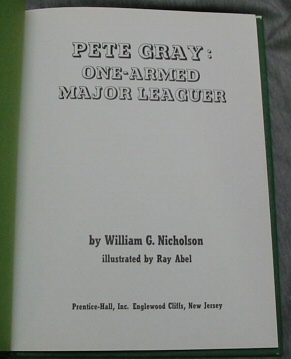 PETE GRAY:
ONE-ARMED
MAJOR LEAGUER
by William G. Nicholson
illustrated by Ray Abel
Prentice-Hall, Inc. Englewood Cliffs, New Jersey